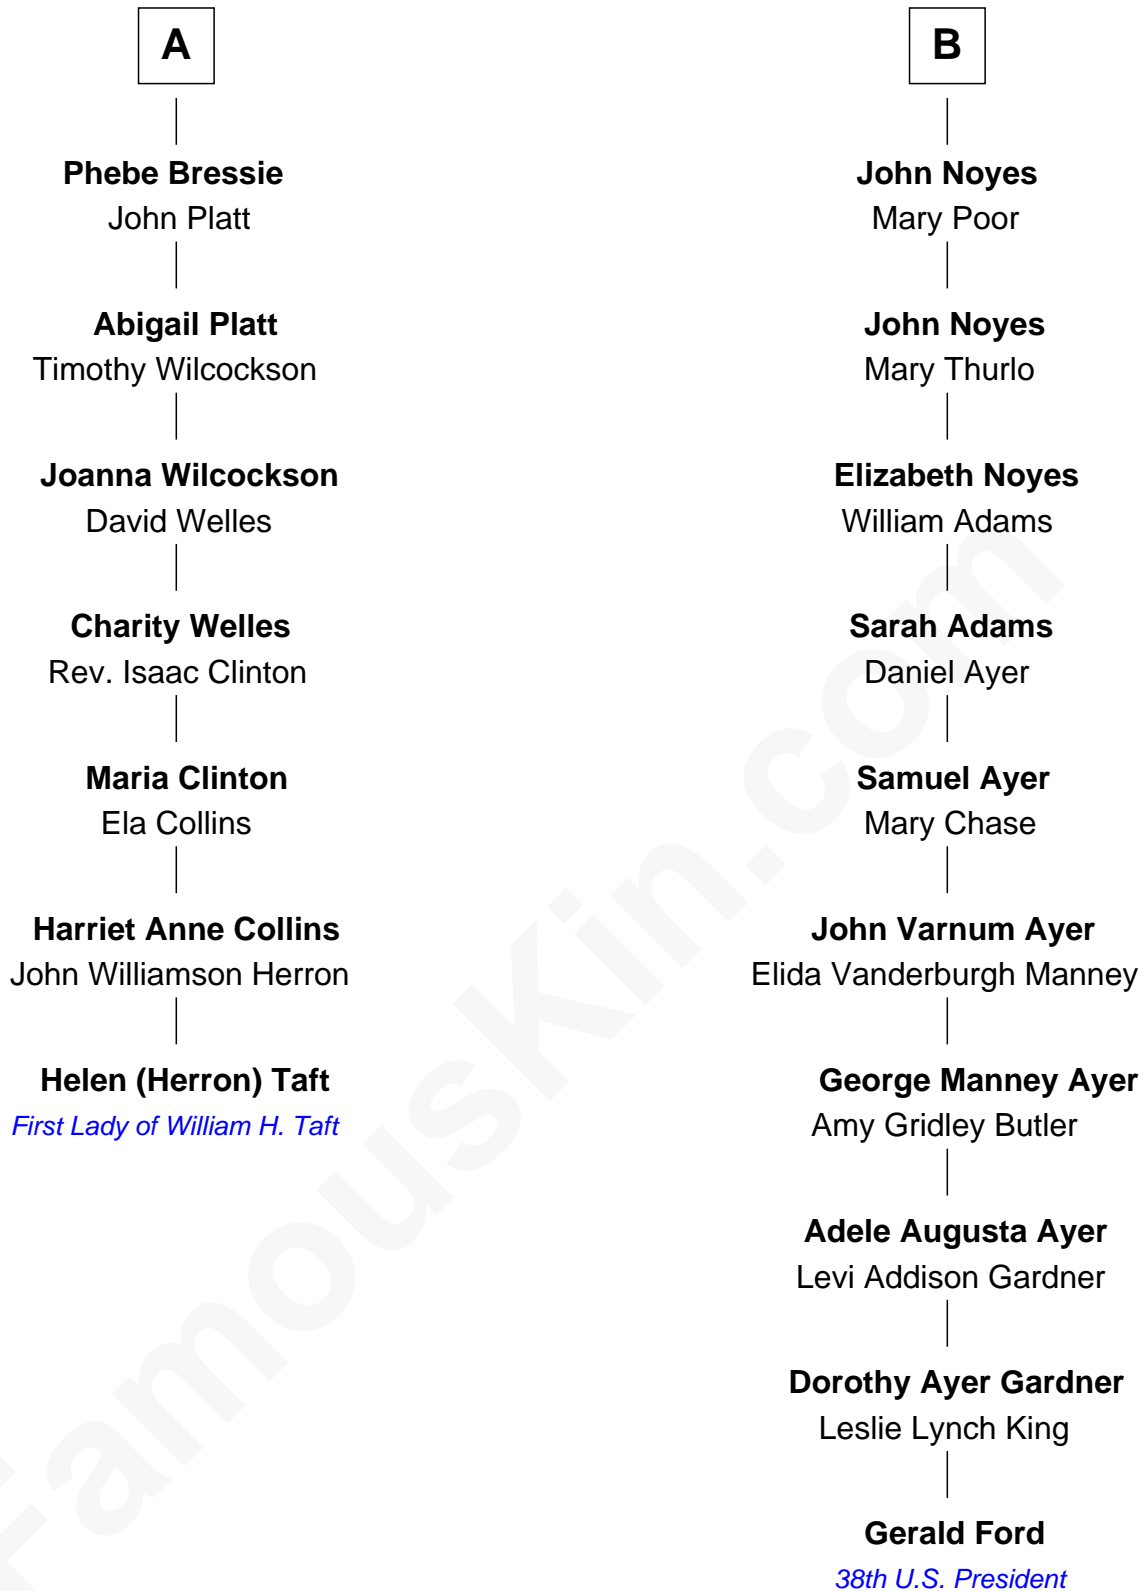 A
Phebe Bressie
John Platt
Abigail Platt
Timothy Wilcockson
Joanna Wilcockson
David Welles
Charity Welles
Rev. Isaac Clinton
Maria Clinton
Ela Collins
Harriet Anne Collins
John Williamson Herron
Helen (Herron) Taft
First Lady of William H. Taft
B
John Noyes
Mary Poor
John Noyes
Mary Thurlo
Elizabeth Noyes
William Adams
Sarah Adams
Daniel Ayer
Samuel Ayer
Mary Chase
John Varnum Ayer
Elida Vanderburgh Manney
George Manney Ayer
Amy Gridley Butler
Adele Augusta Ayer
Levi Addison Gardner
Dorothy Ayer Gardner
Leslie Lynch King
Gerald Ford
38th U.S. President
FamousKin.com